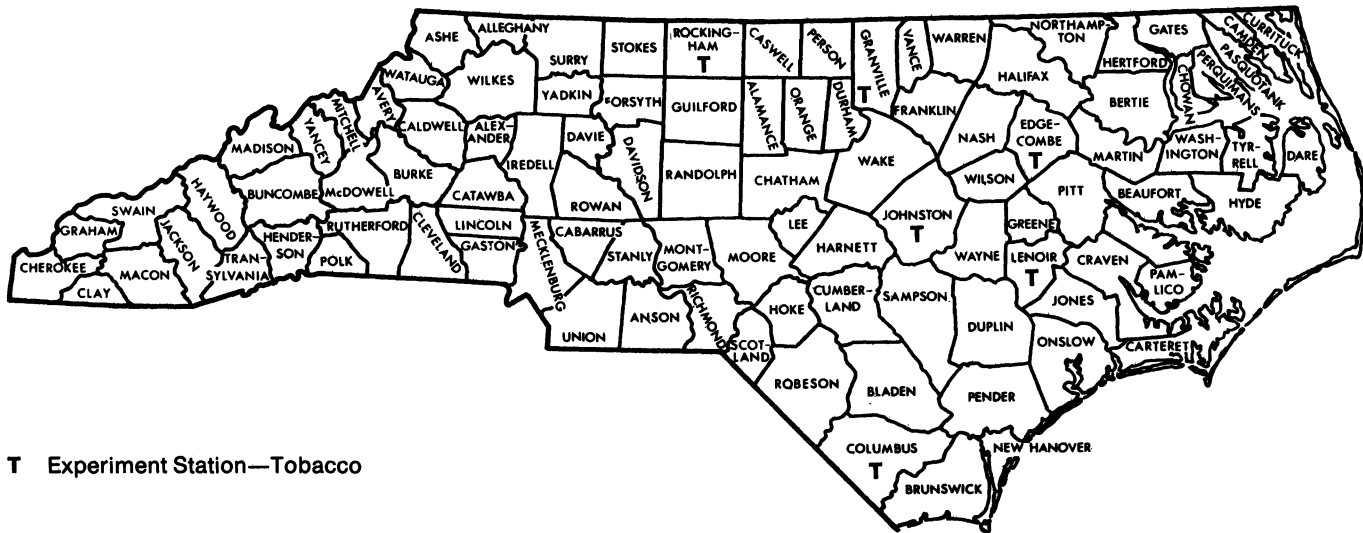 ASHE
ALLEGHANY
SURRY
STOKES
ROCKING-
HAM
T
CASWELL
PERSON
GRANVILLE
T
VANCE
WARREN
NORTHAMP-
TON
GATES
CURRITUCK
CAMDEN
PASQUOTANK
PERQUIMANS
CHOWAN
HERTFORD
HALIFAX
BERTIE
WATAUGA
WILKES
YADKIN
FORSYTH
GUILFORD
ALAMANCE
ORANGE
DURHAM
FRANKLIN
NASH
EDGE-
COMBE
T
MARTIN
WASH-
INGTON
TYR-
RELL
DARE
MITCHELL
AVERY
YANCEY
MADISON
CALDWELL
ALEX-
ANDER
IREDELL
DAVIE
DAVIDSON
RANDOLPH
CHATHAM
WAKE
WILSON
PITT
BEAUFORT
HYDE
HAYWOOD
BUNCOMBE
McDOWELL
BURKE
CATAWBA
ROWAN
SWAIN
GRAHAM
JACKSON
CHEROKEE
CLAY
MACON
TRAN-
SYLVANIA
HENDER-
SON
POLK
RUTHERFORD
CLEVELAND
LINCOLN
GASTON
MECKLENBURG
CABARRUS
STANLY
MONT-
GOMERY
MOORE
LEE
HARNETT
JOHNSTON
T
WAYNE
GREENE
LENOIR
T
CRAVEN
PAM-
LICO
JONES
UNION
ANSON
RICHMOND
SCOT-
LAND
HOKE
CUMBER-
LAND
SAMPSON
DUPLIN
ONSLOW
CARTERET
ROBESON
BLADEN
PENDER
COLUMBUS
T
NEW HANOVER
BRUNSWICK
T Experiment Station—Tobacco